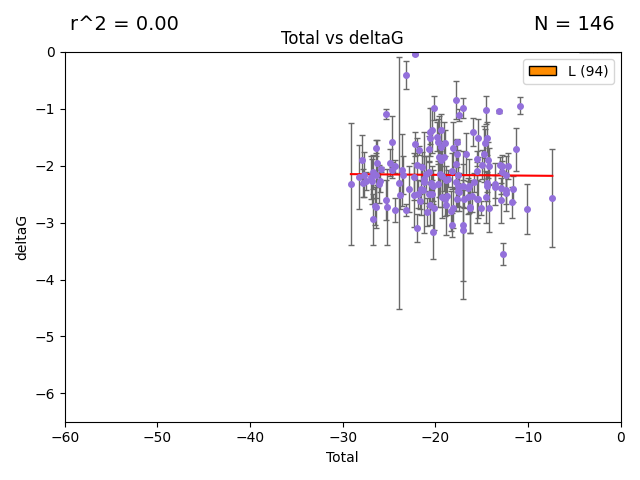 r^2 = 0.00
N = 146
Total vs deltaG
L (94)
0
−1
−2
−3
−4
−5
−6
deltaG
−60 −50 −40 −30 −20 −10 0
Total